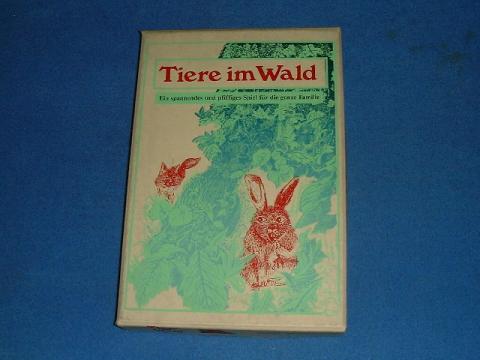 Tiere im Wald
Ein spannendes und pfiffiges Spiel für die ganze Familie